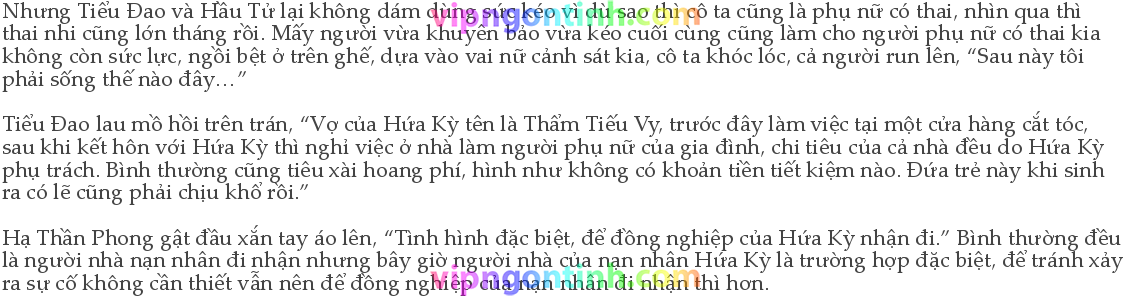 Nhưng Tiểu Đao và Hầu Tử lại không dám dùng sức kéo vì dù sao thì cô ta cũng là phụ nữ có thai, nhìn qua thì
thai nhi cũng lớn tháng rồi. Mấy người vừa khuyên bảo vừa kéo cuối cùng cũng làm cho người phụ nữ có thai kia
không còn sức lực, ngồi bệt ở trên ghế, dựa vào vai nữ cảnh sát kia, cô ta khóc lóc, cả người run lên, “Sau này tôi
phải sống thế nào đây…”
Tiểu Đao lau mồ hôi trên trán, “Vợ của Hứa Kỳ tên là Thẩm Tiếu Vy, trước đây làm việc tại một cửa hàng cắt tóc,
sau khi kết hôn với Hứa Kỳ thì nghỉ việc ở nhà làm người phụ nữ của gia đình, chi tiêu của cả nhà đều do Hứa Kỳ
phụ trách. Bình thường cũng tiêu xài hoang phí, hình như không có khoản tiền tiết kiệm nào. Đứa trẻ này khi sinh
ra có lẽ cũng phải chịu khổ rồi.”
Hạ Thần Phong gật đầu xắn tay áo lên, “Tình hình đặc biệt, để đồng nghiệp của Hứa Kỳ nhận đi.” Bình thường đều
là người nhà nạn nhân đi nhận nhưng bây giờ người nhà của nạn nhân Hứa Kỳ là trường hợp đặc biệt, để tránh xảy
ra sự cố không cần thiết vẫn nên để đồng nghiệp của nạn nhân đi nhận thì hơn.
vipngontinh.com
vipngontinh.com